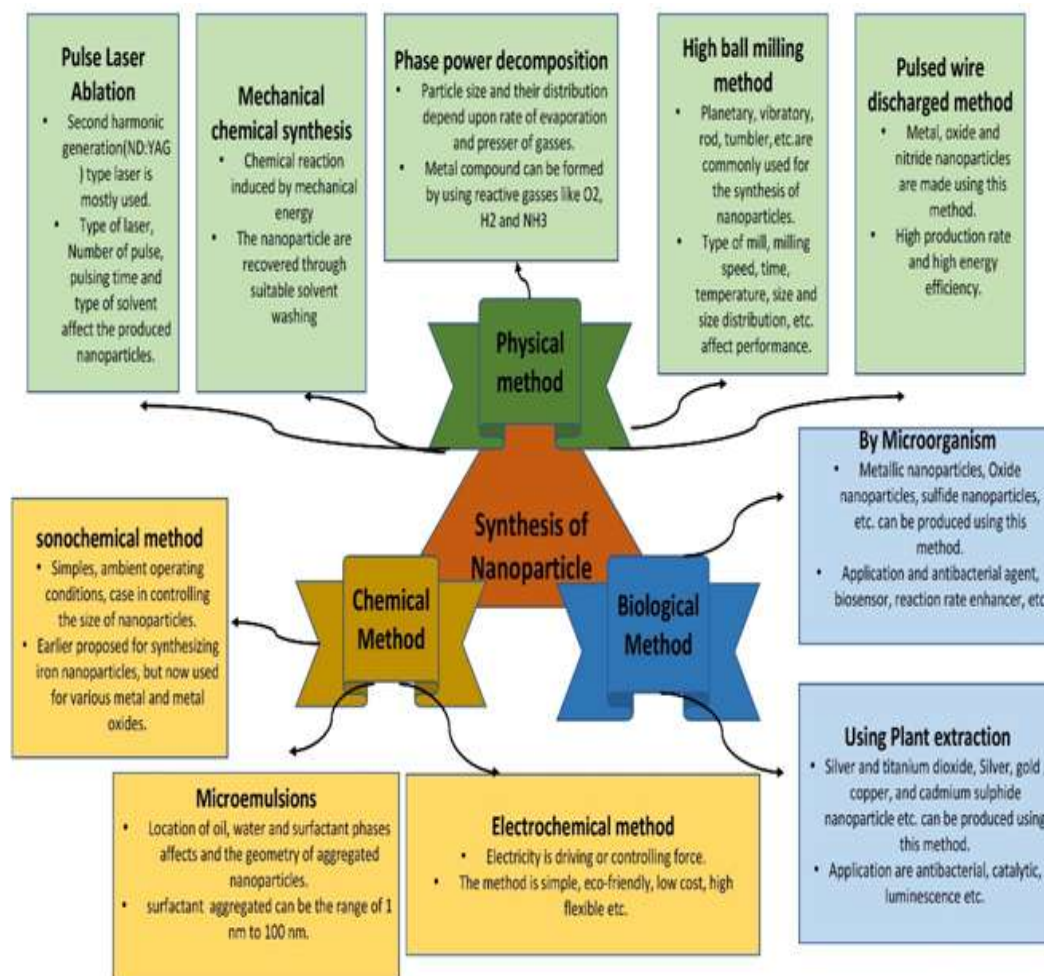 Pulse Laser
Ablation
• Second harmonic
generation(ND:YAG
) type laser is
mostly used.
• Type of laser,
Number of pulse,
pulsing time and
type of solvent
affect the produced
nanoparticles.
Mechanical
chemical synthesis
• Chemical reaction
induced by mechanical
energy
• The nanoparticle are
recovered through
suitable solvent
washing
Phase power decomposition
• Particle size and their distribution
depend upon rate of evaporation
and presser of gasses.
• Metal compound can be formed
by using reactive gasses like O2,
H2 and NH3
High ball milling
method
• Planetary, vibratory,
rod, tumbler, etc.are
commonly used for
the synthesis of
nanoparticles.
• Type of mill, milling
speed, time,
temperature, size and
size distribution, etc.
affect performance.
Pulsed wire
discharged method
• Metal, oxide and
nitride nanoparticles
are made using this
method.
• High production rate
and high energy
efficiency.
Physical
method
Synthesis of
Nanoparticle
Chemical
Method
Biological
Method
By Microorganism
• Metallic nanoparticles, Oxide
nanoparticles, sulfide nanoparticles,
etc. can be produced using this
method.
• Application and antibacterial agent,
biosensor, reaction rate enhancer, etc
sonochemical method
• Simples, ambient operating
conditions, case in controlling
the size of nanoparticles.
• Earlier proposed for synthesizing
iron nanoparticles, but now used
for various metal and metal
oxides.
Using Plant extraction
• Silver and titanium dioxide, Silver, gold ,
copper, and cadmium sulphide
nanoparticle etc. can be produced using
this method.
• Application are antibacterial, catalytic,
luminescence etc.
Microemulsions
• Location of oil, water and surfactant phases
affects and the geometry of aggregated
nanoparticles.
• surfactant aggregated can be the range of 1
nm to 100 nm.
Electrochemical method
• Electricity is driving or controlling force.
• The method is simple, eco-friendly, low cost, high
flexible etc.